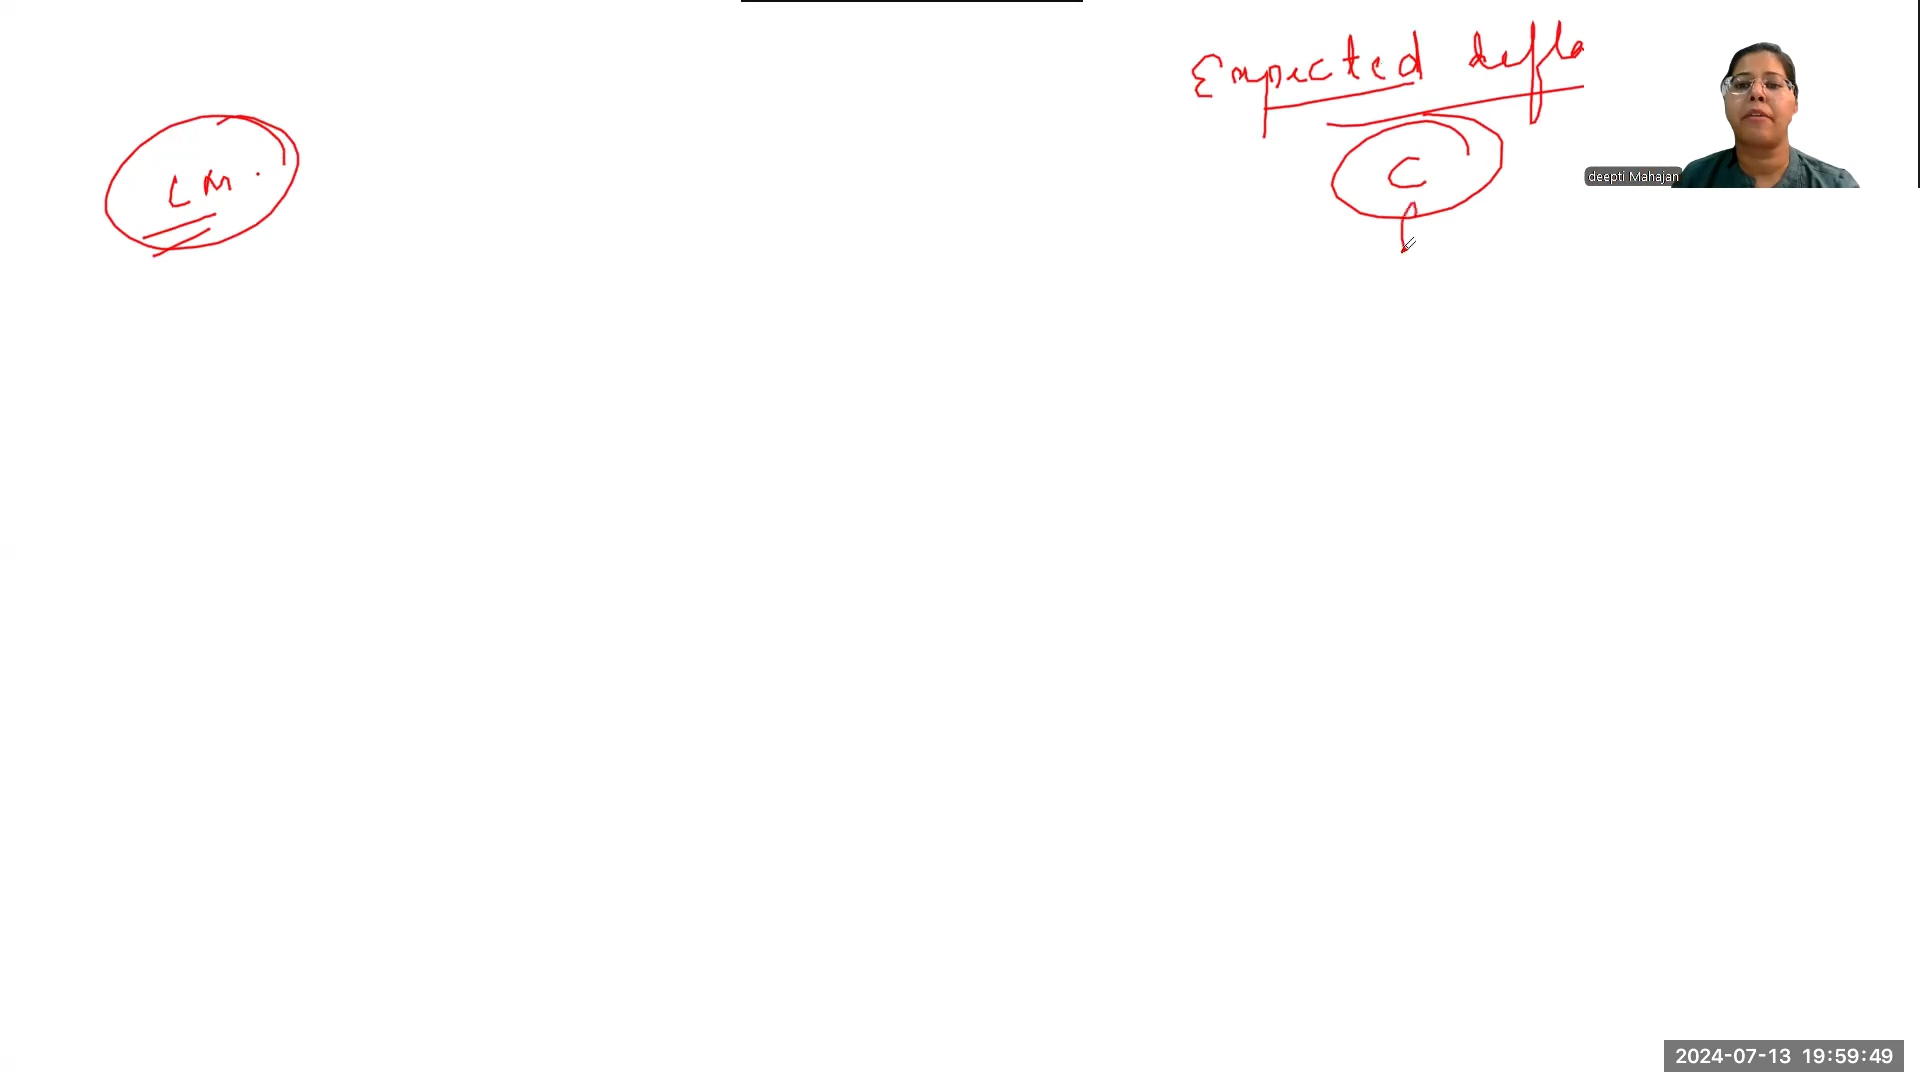 Expected defla
LM.
C
deepti Mahajan
2024-07-13 19:59:49